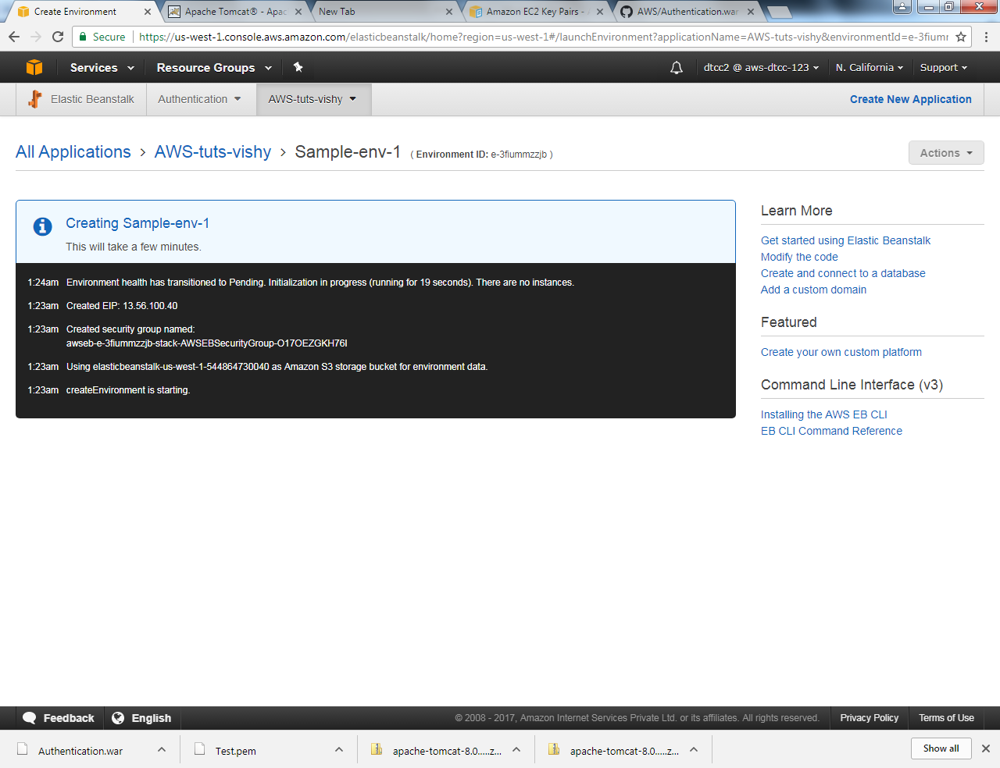 Create Environment
Apache Tomcat® - Apac
New Tab
Amazon EC2 Key Pairs -
AWS/Authentication.war
Secure
https://us-west-1.console.aws.amazon.com/elasticbeanstalk/home?region=us-west-1#/launchEnvironment?applicationName=AWS-tuts-vishy&environmentId=e-3fiumm
Services
Resource Groups
dtcc2 @ aws-dtcc-123
N. California
Support
Elastic Beanstalk
Authentication
AWS-tuts-vishy
Create New Application
All Applications > AWS-tuts-vishy > Sample-env-1 ( Environment ID: e-3fiummzzjb )
Actions
Creating Sample-env-1
This will take a few minutes.
1:24am Environment health has transitioned to Pending. Initialization in progress (running for 19 seconds). There are no instances.
1:23am Created EIP: 13.56.100.40
1:23am Created security group named:
awseb-e-3fiummzzjb-stack-AWSEBSecurityGroup-O17OEZGKH76I
1:23am Using elasticbeanstalk-us-west-1-544864730040 as Amazon S3 storage bucket for environment data.
1:23am createEnvironment is starting.
Learn More
Get started using Elastic Beanstalk
Modify the code
Create and connect to a database
Add a custom domain
Featured
Create your own custom platform
Command Line Interface (v3)
Installing the AWS EB CLI
EB CLI Command Reference
Feedback
English
© 2008 - 2017, Amazon Internet Services Private Ltd. or its affiliates. All rights reserved.
Privacy Policy
Terms of Use
Authentication.war
Test.pem
apache-tomcat-8.0.....z...
apache-tomcat-8.0.....z...
Show all